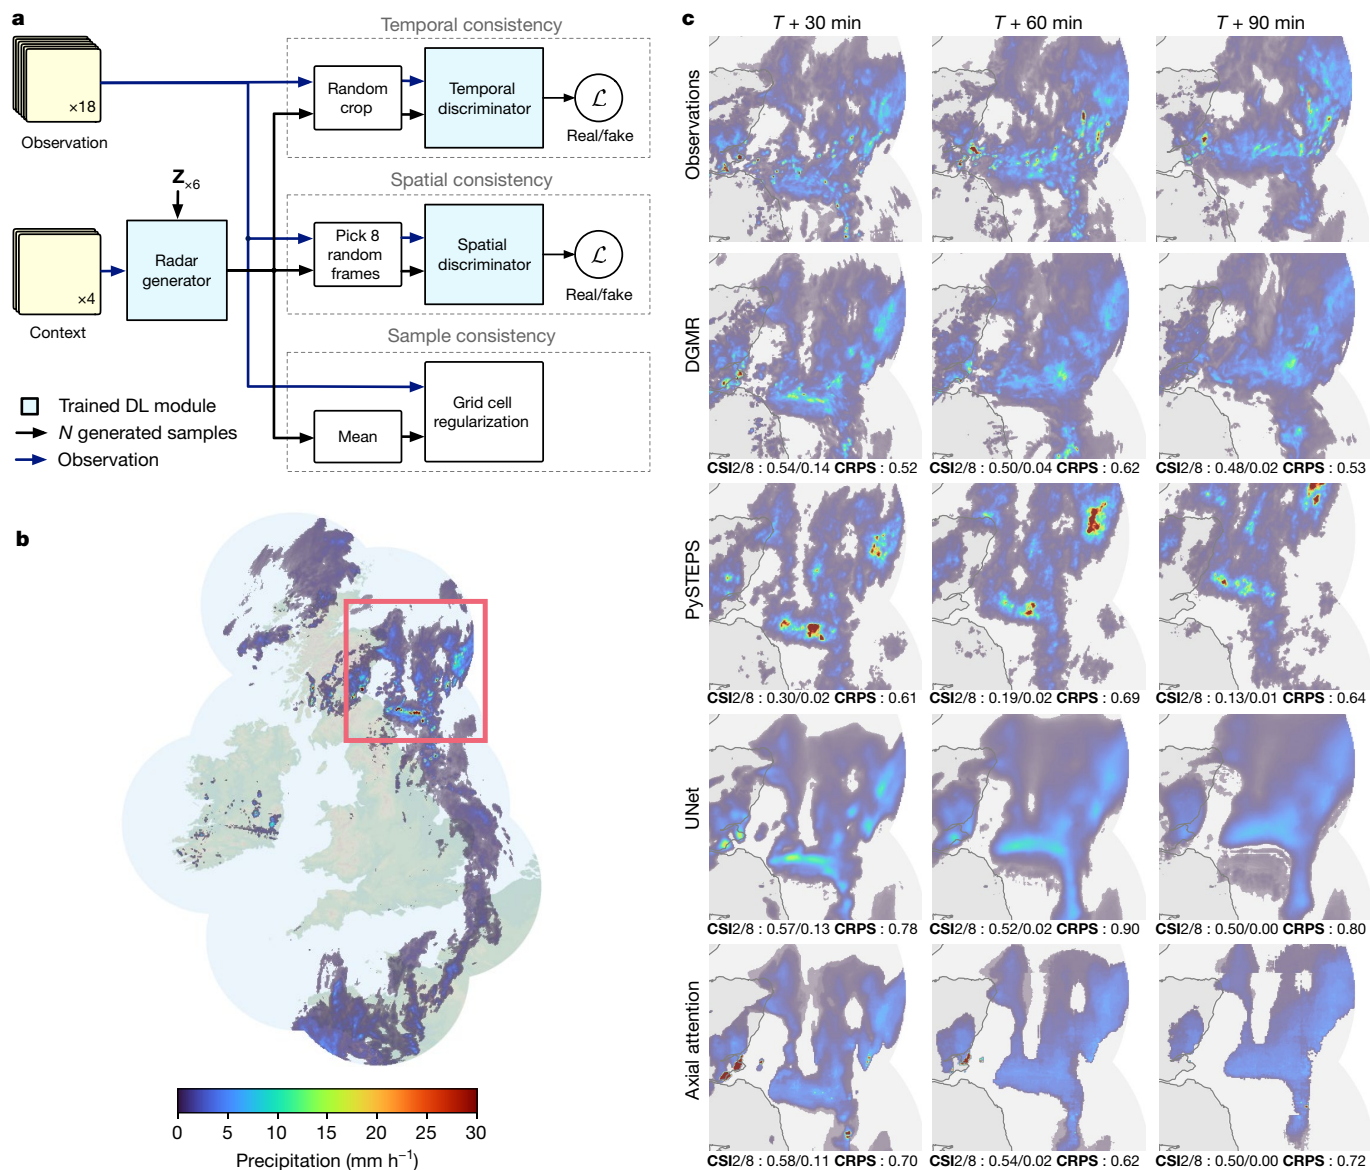 a
Temporal consistency
×18
Observation
Random
crop
Temporal
discriminator
ℒ
Real/fake
Spatial consistency
Z×6
Pick 8
random
frames
Spatial
discriminator
ℒ
Real/fake
Radar
generator
×4
Context
Sample consistency
Grid cell
regularization
Mean
Trained DL module
N generated samples
Observation
b
0 5 10 15 20 25 30
Precipitation (mm h⁻¹)
c
T + 30 min T + 60 min T + 90 min
Observations
DGMR
CSI2/8 : 0.54/0.14 CRPS : 0.52
CSI2/8 : 0.50/0.04 CRPS : 0.62
CSI2/8 : 0.48/0.02 CRPS : 0.53
PySTEPS
CSI2/8 : 0.30/0.02 CRPS : 0.61
CSI2/8 : 0.19/0.02 CRPS : 0.69
CSI2/8 : 0.13/0.01 CRPS : 0.64
UNet
CSI2/8 : 0.57/0.13 CRPS : 0.78
CSI2/8 : 0.52/0.02 CRPS : 0.90
CSI2/8 : 0.50/0.00 CRPS : 0.80
Axial attention
CSI2/8 : 0.58/0.11 CRPS : 0.70
CSI2/8 : 0.54/0.02 CRPS : 0.62
CSI2/8 : 0.50/0.00 CRPS : 0.72